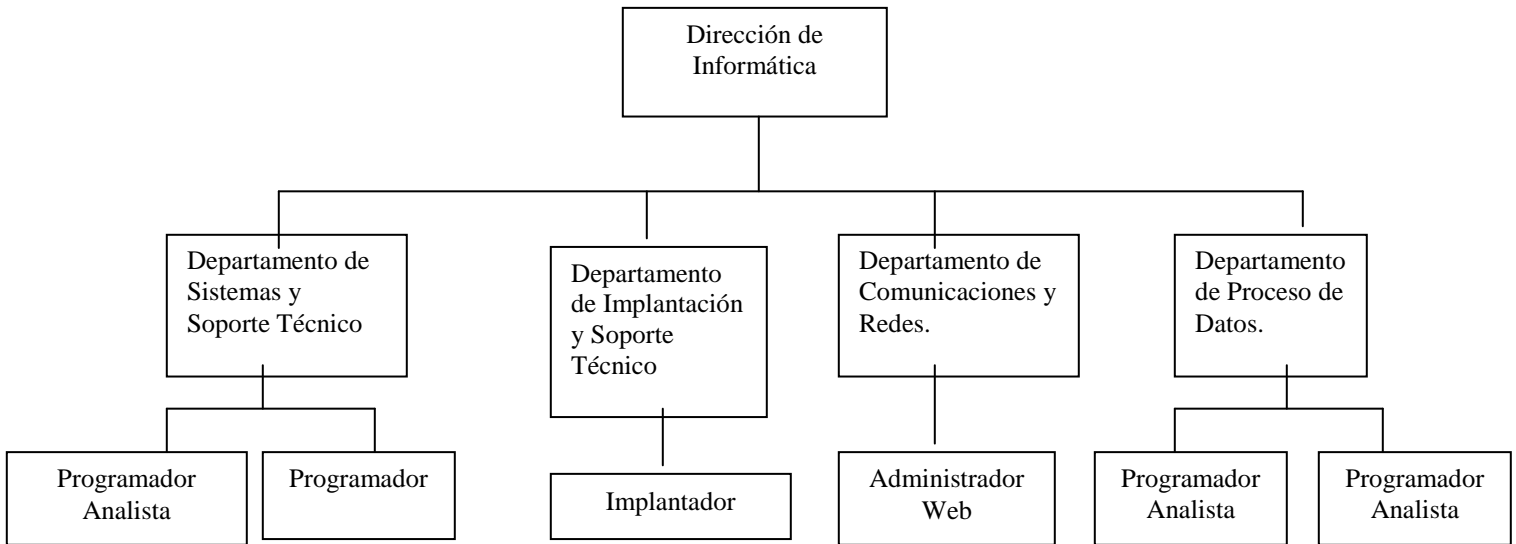 Dirección de
Informática
Departamento de
Sistemas y
Soporte Técnico
Departamento
de Implantación
y Soporte
Técnico
Departamento de
Comunicaciones y
Redes.
Departamento
de Proceso de
Datos.
Programador
Analista
Programador
Implantador
Administrador
Web
Programador
Analista
Programador
Analista